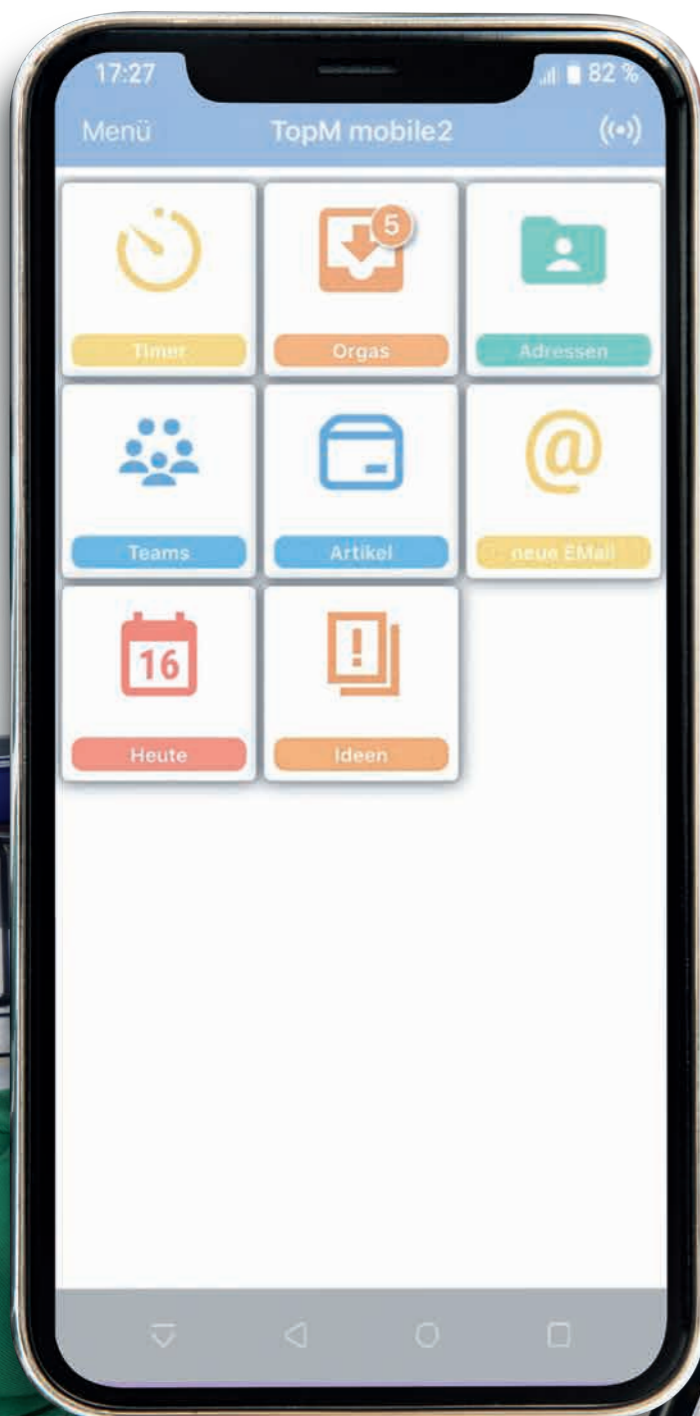 17:27 82 %
Menü TopM mobile2
5
Timer Orgas Adressen
@
Teams Artikel neue EMail
16 !
Heute Ideen